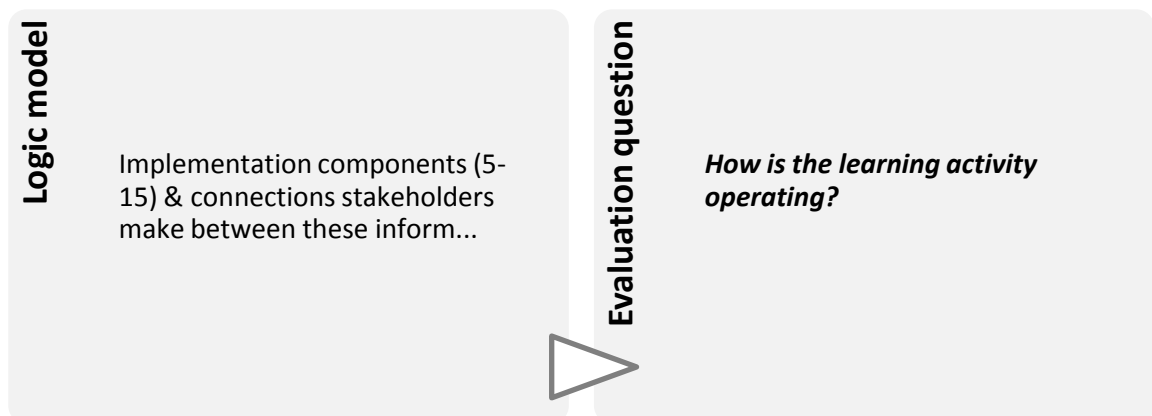 Logic model
Implementation components (5-
15) & connections stakeholders
make between these inform...
Evaluation question
How is the learning activity
operating?